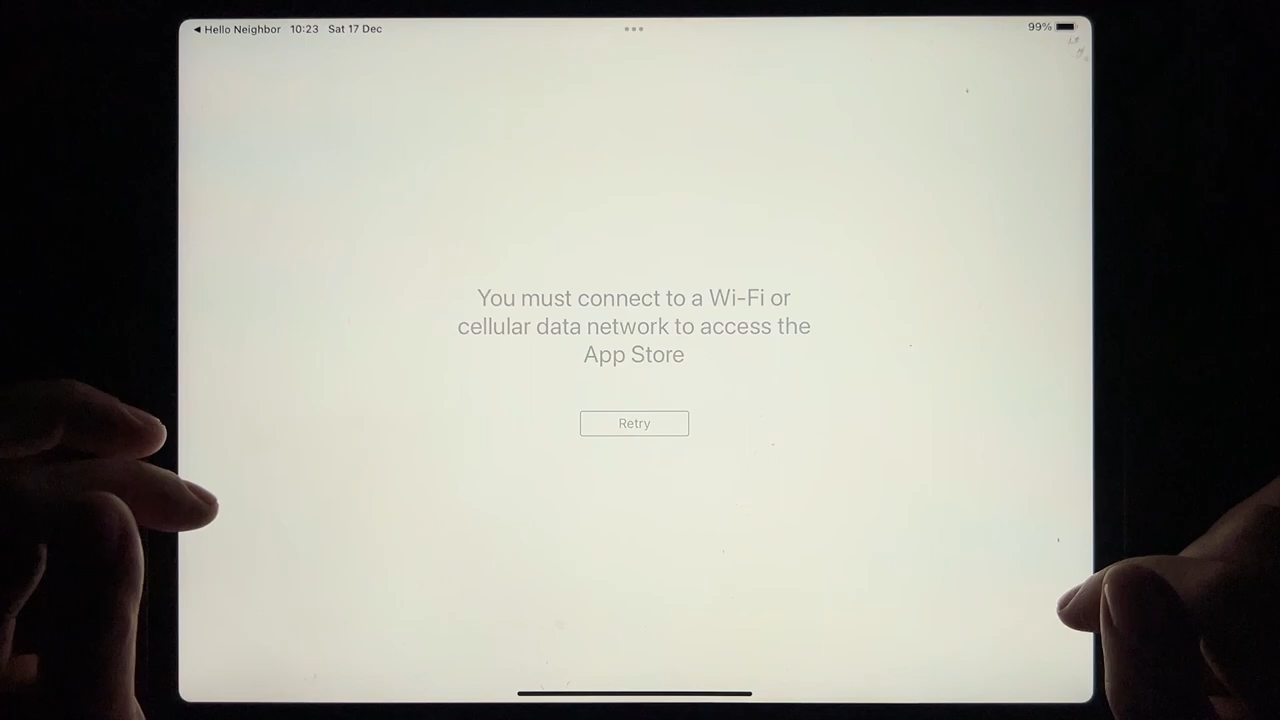 ◀ Hello Neighbor 10:23 Sat 17 Dec
99%
You must connect to a Wi-Fi or
cellular data network to access the
App Store
Retry